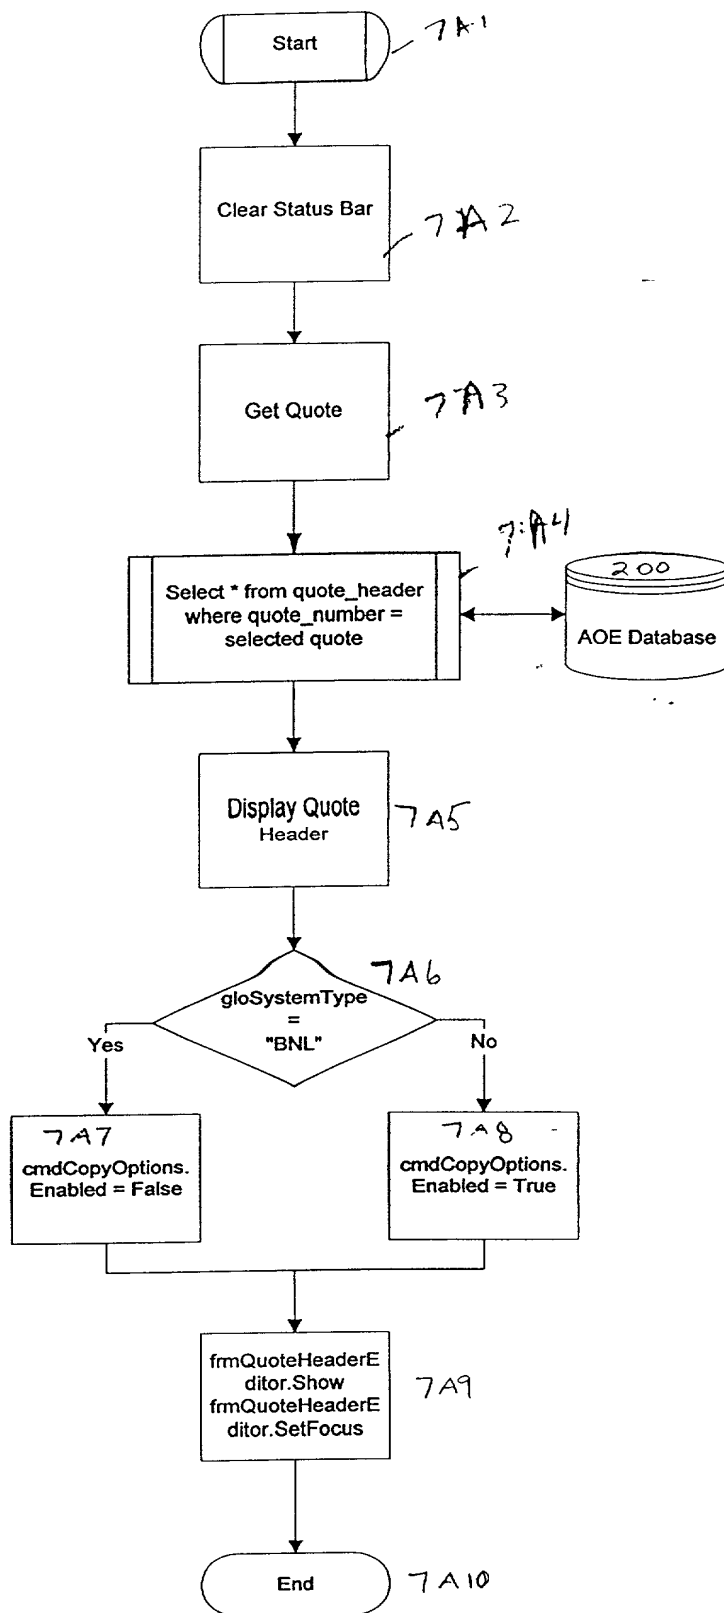 Start
7A1
Clear Status Bar
7A2
Get Quote
7A3
7A4
Select * from quote_header
where quote_number =
selected quote
200
AOE Database
Display Quote
Header
7A5
7A6
gloSystemType
=
"BNL"
Yes
No
7A7
cmdCopyOptions.
Enabled = False
7A8
cmdCopyOptions.
Enabled = True
frmQuoteHeaderE
ditor.Show
frmQuoteHeaderE
ditor.SetFocus
7A9
End
7A10